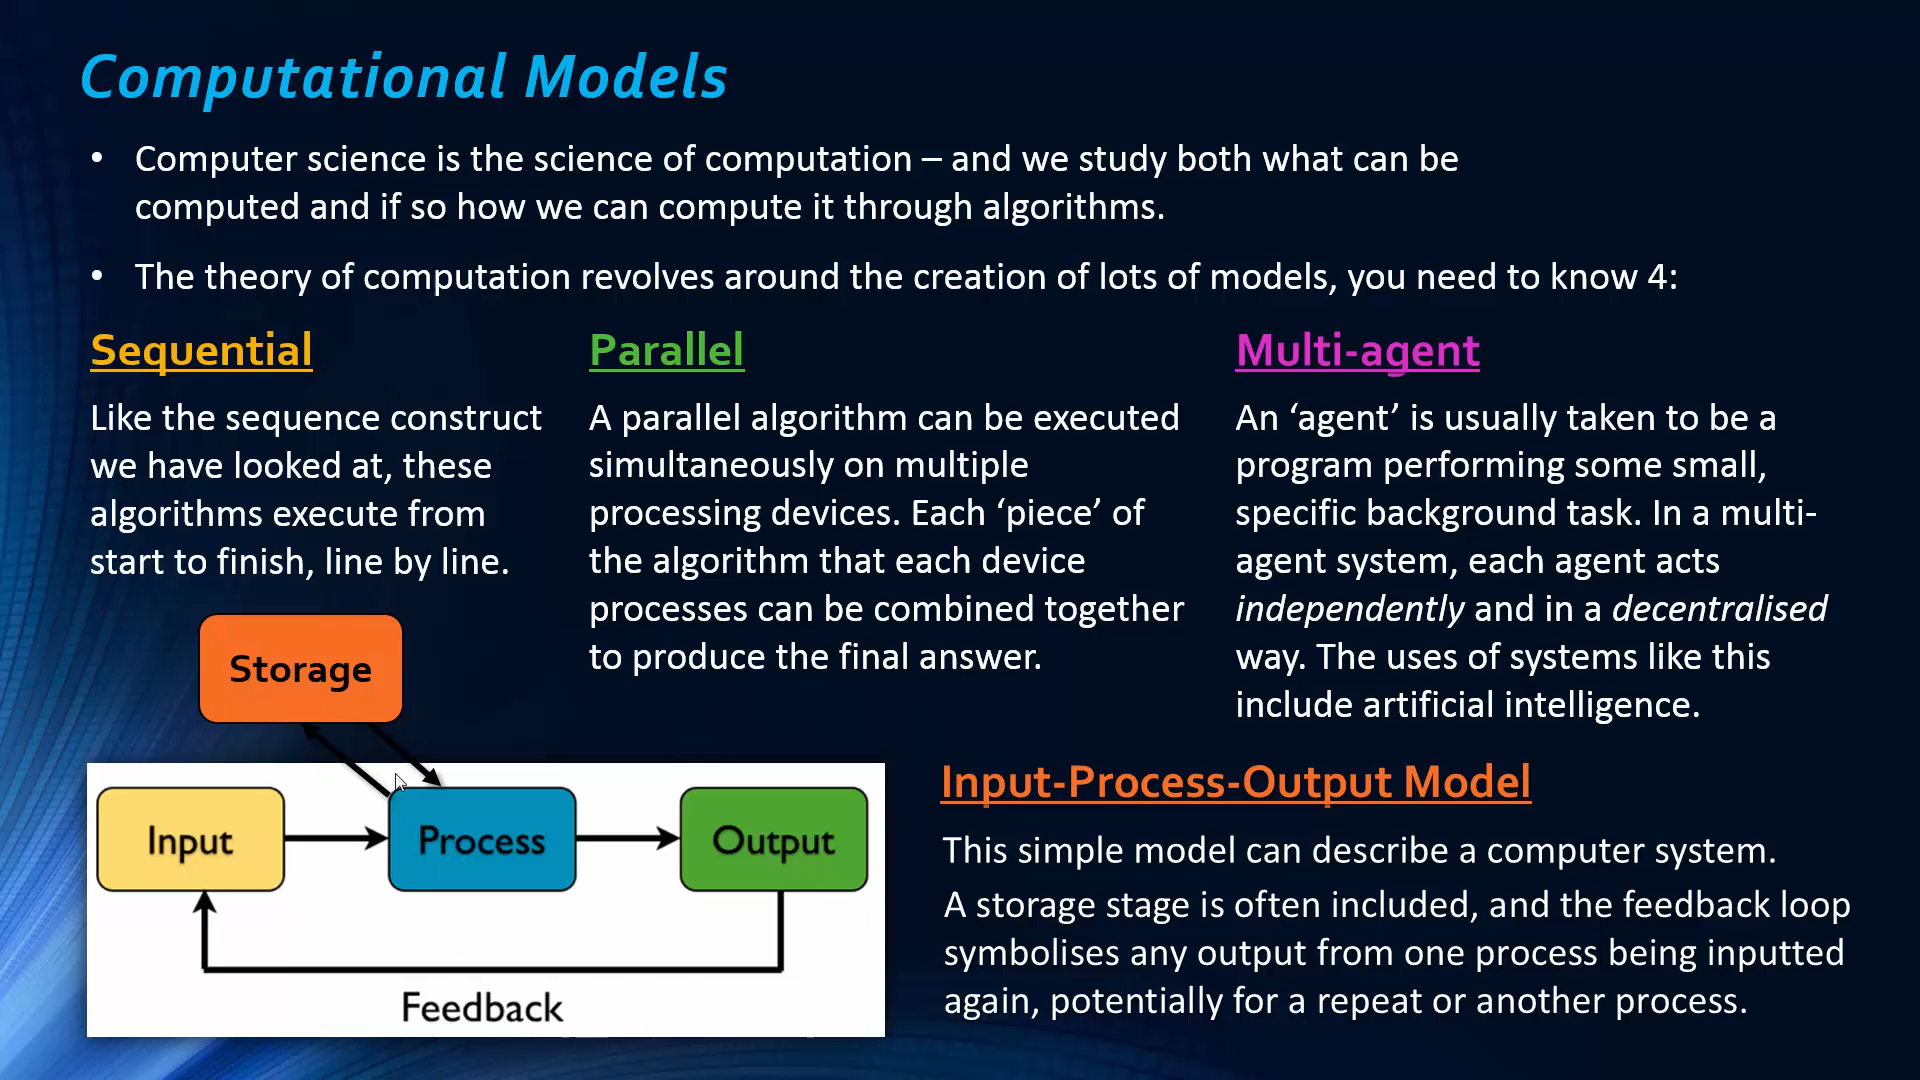 Computational Models
• Computer science is the science of computation – and we study both what can be
computed and if so how we can compute it through algorithms.
• The theory of computation revolves around the creation of lots of models, you need to know 4:
Sequential
Like the sequence construct
we have looked at, these
algorithms execute from
start to finish, line by line.
Parallel
A parallel algorithm can be executed
simultaneously on multiple
processing devices. Each ‘piece’ of
the algorithm that each device
processes can be combined together
to produce the final answer.
Multi-agent
An ‘agent’ is usually taken to be a
program performing some small,
specific background task. In a multi-
agent system, each agent acts
independently and in a decentralised
way. The uses of systems like this
include artificial intelligence.
Storage
Input
Process
Output
Feedback
Input-Process-Output Model
This simple model can describe a computer system.
A storage stage is often included, and the feedback loop
symbolises any output from one process being inputted
again, potentially for a repeat or another process.